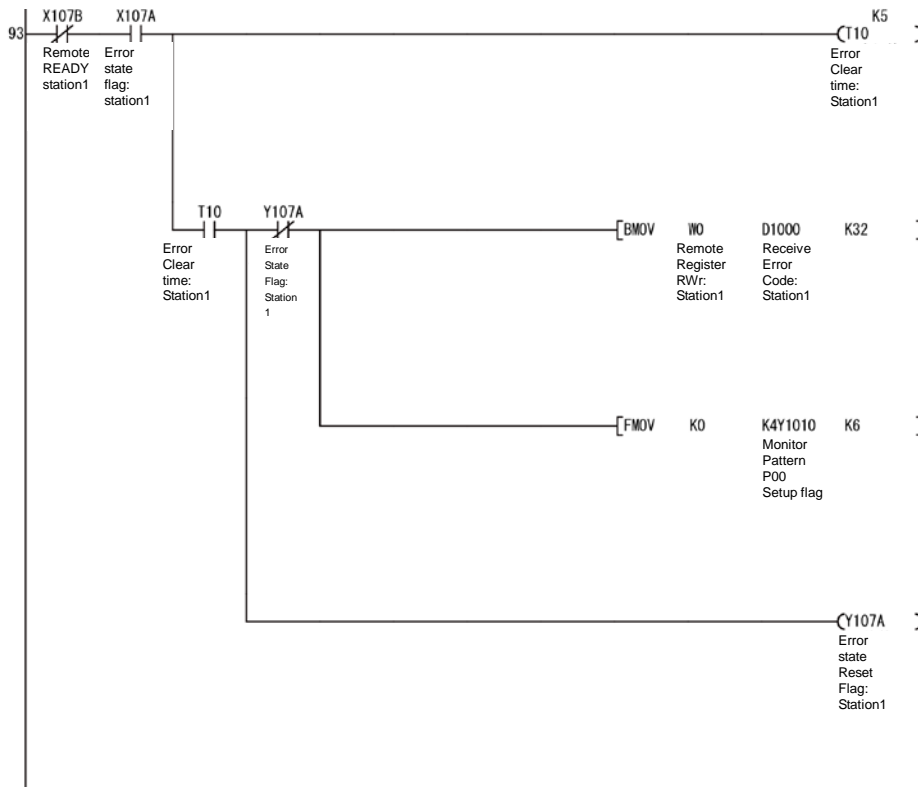 X107B X107A K5
93 (T10 )
Remote Error Error
READY state Clear
station1 flag: time:
station1 Station1
T10 Y107A [BMOV W0 D1000 K32
Error Error Remote Receive
Clear State Register Error
time: Flag: RWr: Code:
Station1 Station Station1 Station1
1
[FMOV K0 K4Y1010 K6
Monitor
Pattern
P00
Setup flag
(Y107A )
Error
state
Reset
Flag:
Station1